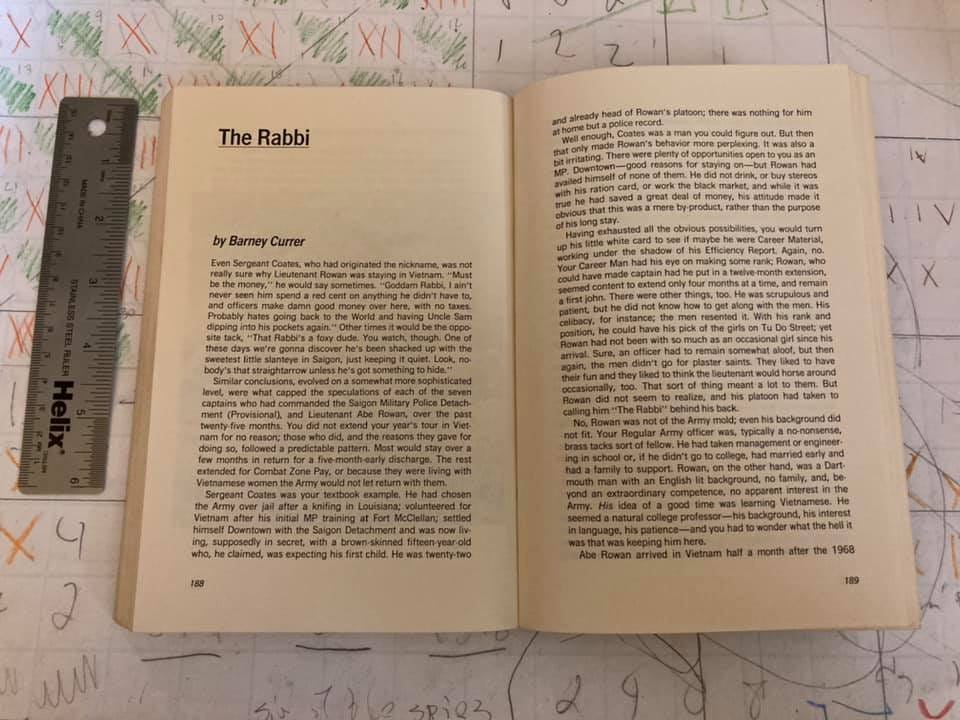 The Rabbi
by Barney Currer
Even Sergeant Coates, who had originated the nickname, was not
really sure why Lieutenant Rowan was staying in Vietnam. "Must
be the money," he would say sometimes. "Goddam Rabbi, I ain't
never seen him spend a red cent on anything he didn't have to,
and officers make damn good money over here, with no taxes.
Probably hates going back to the World and having Uncle Sam
dipping into his pockets again." Other times it would be the oppo-
site tack, "That Rabbi's a foxy dude. You watch, though. One of
these days we're gonna discover he's been shacked up with the
sweetest little slanteye in Saigon, just keeping it quiet. Look, no-
body's that straightarrow unless he's got something to hide."
Similar conclusions, evolved on a somewhat more sophisticated
level, were what capped the speculations of each of the seven
captains who had commanded the Saigon Military Police Detach-
ment (Provisional), and Lieutenant Abe Rowan, over the past
twenty-five months. You did not extend your year's tour in Viet-
nam for no reason; those who did, and the reasons they gave for
doing so, followed a predictable pattern. Most would stay over a
few months in return for a five-month-early discharge. The rest
extended for Combat Zone Pay, or because they were living with
Vietnamese women the Army would not let return with them.
Sergeant Coates was your textbook example. He had chosen
the Army over jail after a knifing in Louisiana; volunteered for
Vietnam after his initial MP training at Fort McClellan; settled
himself Downtown with the Saigon Detachment and was now liv-
ing, supposedly in secret, with a brown-skinned fifteen-year-old
who, he claimed, was expecting his first child. He was twenty-two
188
and already head of Rowan's platoon; there was nothing for him
at home but a police record.
Well enough, Coates was a man you could figure out. But then
that only made Rowan's behavior more perplexing. It was also a
bit irritating. There were plenty of opportunities open to you as an
MP. Downtown—good reasons for staying on—but Rowan had
availed himself of none of them. He did not drink, or buy stereos
with his ration card, or work the black market, and while it was
true he had saved a great deal of money, his attitude made it
obvious that this was a mere by-product, rather than the purpose
of his long stay.
Having exhausted all the obvious possibilities, you would turn
up his little white card to see if maybe he were Career Material,
working under the shadow of his Efficiency Report. Again, no.
Your Career Man had his eye on making some rank; Rowan, who
could have made captain had he put in a twelve-month extension,
seemed content to extend only four months at a time, and remain
a first john. There were other things, too. He was scrupulous and
patient, but he did not know how to get along with the men. His
celibacy, for instance; the men resented it. With his rank and
position, he could have his pick of the girls on Tu Do Street; yet
Rowan had not been with so much as an occasional girl since his
arrival. Sure, an officer had to remain somewhat aloof, but then
again, the men didn't go for plaster saints. They liked to have
their fun and they liked to think the lieutenant would horse around
occasionally, too. That sort of thing meant a lot to them. But
Rowan did not seem to realize, and his platoon had taken to
calling him "The Rabbi" behind his back.
No, Rowan was not of the Army mold; even his background did
not fit. Your Regular Army officer was, typically a no-nonsense,
brass tacks sort of fellow. He had taken management or engineer-
ing in school or, if he didn't go to college, had married early and
had a family to support. Rowan, on the other hand, was a Dart-
mouth man with an English lit background, no family, and, be-
yond an extraordinary competence, no apparent interest in the
Army. His idea of a good time was learning Vietnamese. He
seemed a natural college professor—his background, his interest
in language, his patience—and you had to wonder what the hell it
was that was keeping him here.
Abe Rowan arrived in Vietnam half a month after the 1968
189
MADE IN CHINA
STAINLESS STEEL RULER
Helix
1
2
3
4
5
6
X XI XII
XIII
1 2 2 1
IX
X X
X 4
2